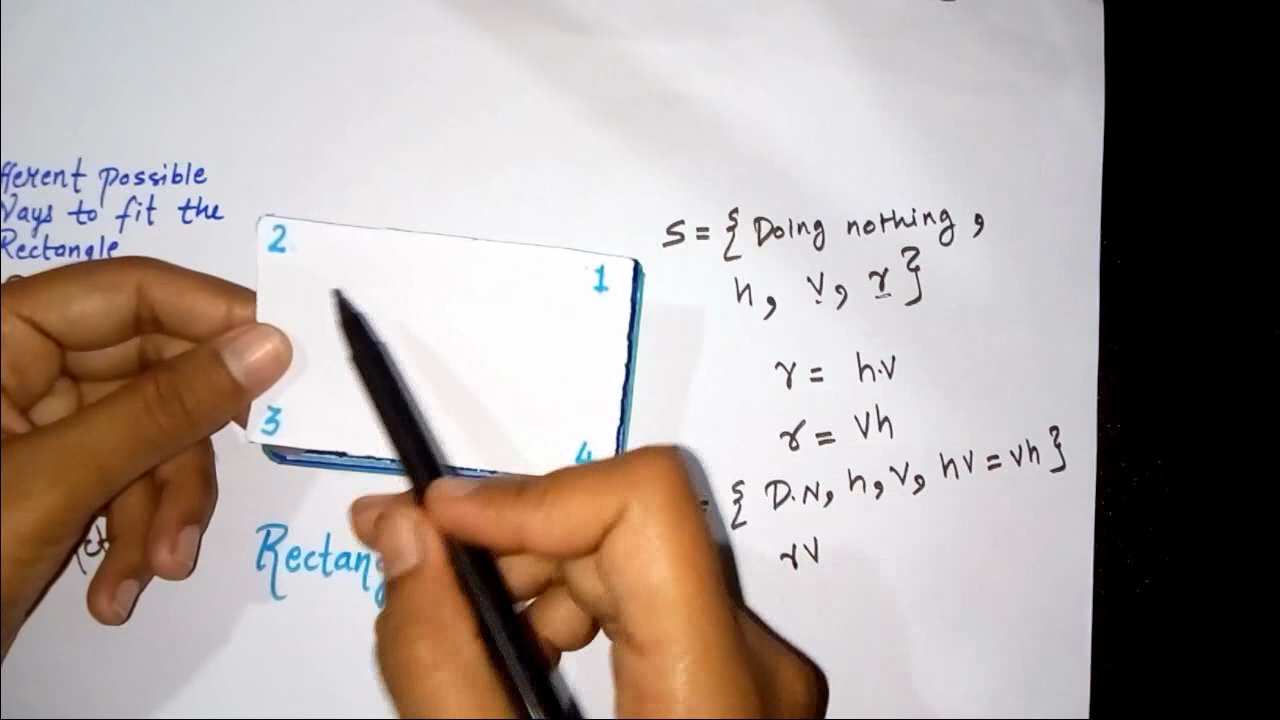 fferent possible
Ways to fit the
Rectangle
2
1
3
4
Rectang
S = { Doing nothing ,
h , v , r }
r = h.v
r = vh
= { D.N, h, v, hv = vh }
rv